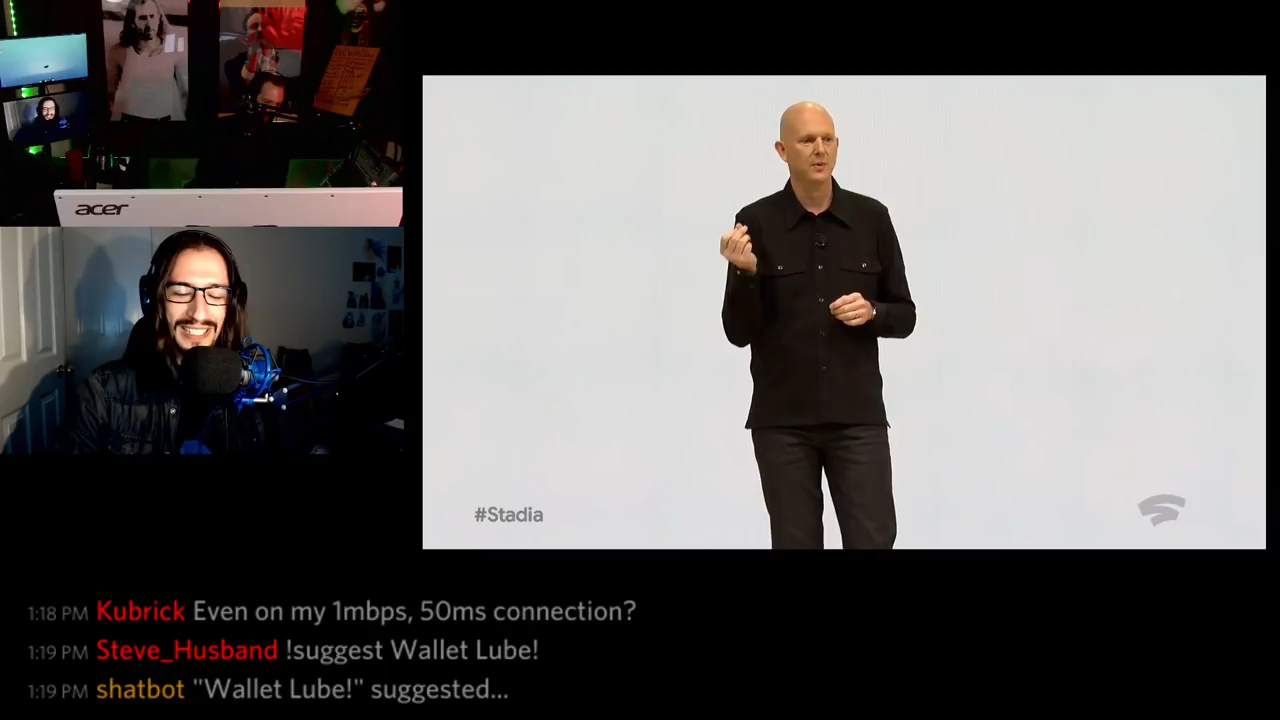 acer
#Stadia
1:18 PM Kubrick Even on my 1mbps, 50ms connection?
1:19 PM Steve_Husband !suggest Wallet Lube!
1:19 PM shatbot "Wallet Lube!" suggested...